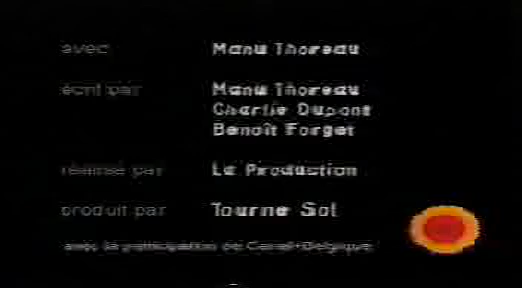 avec Manu Thoreau
écrit par Manu Thoreau
Charlie Dupont
Benoît Forget
réalisé par La Production
produit par Tourne Sol
avec la participation de Canal+Belgique